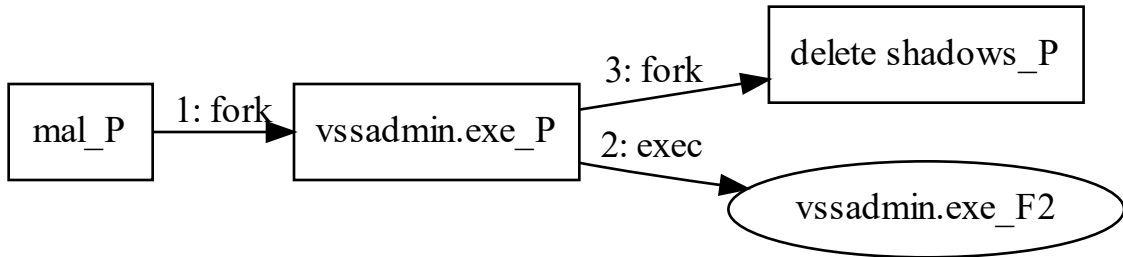 delete shadows_P
3: fork
mal_P
1: fork
vssadmin.exe_P
2: exec
vssadmin.exe_F2